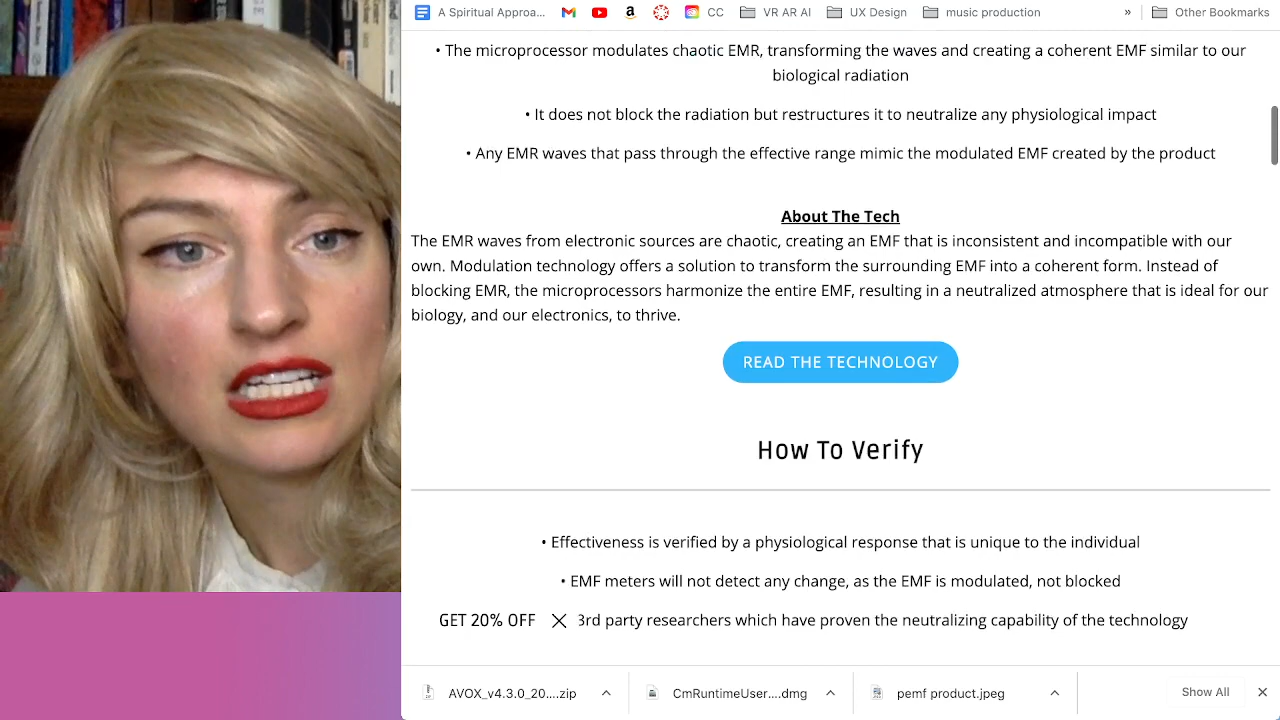 A Spiritual Approa...
CC
VR AR AI
UX Design
music production
»
Other Bookmarks
• The microprocessor modulates chaotic EMR, transforming the waves and creating a coherent EMF similar to our
biological radiation
• It does not block the radiation but restructures it to neutralize any physiological impact
• Any EMR waves that pass through the effective range mimic the modulated EMF created by the product
About The Tech
The EMR waves from electronic sources are chaotic, creating an EMF that is inconsistent and incompatible with our
own. Modulation technology offers a solution to transform the surrounding EMF into a coherent form. Instead of
blocking EMR, the microprocessors harmonize the entire EMF, resulting in a neutralized atmosphere that is ideal for our
biology, and our electronics, to thrive.
READ THE TECHNOLOGY
How To Verify
• Effectiveness is verified by a physiological response that is unique to the individual
• EMF meters will not detect any change, as the EMF is modulated, not blocked
GET 20% OFF
3rd party researchers which have proven the neutralizing capability of the technology
AVOX_v4.3.0_20....zip
CmRuntimeUser....dmg
pemf product.jpeg
Show All